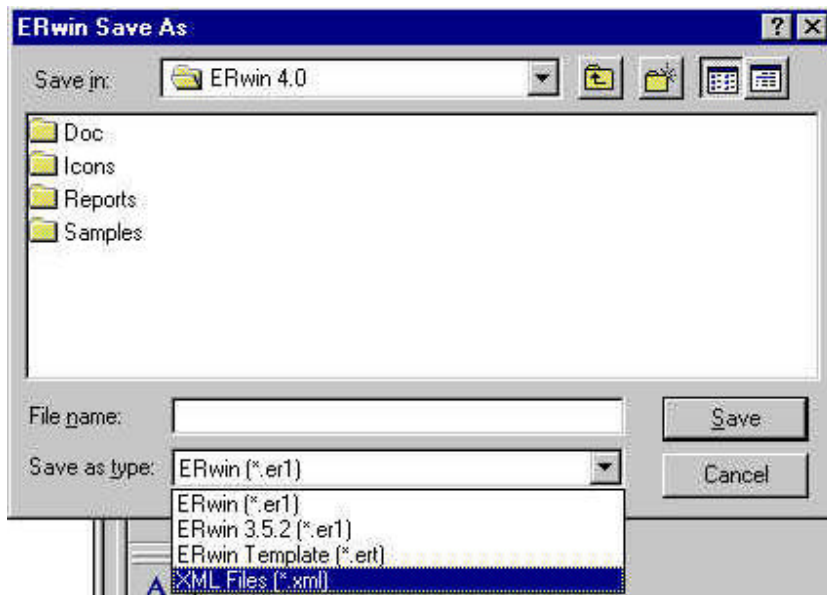 ERwin Save As
Save in:
ERwin 4.0
Doc
Icons
Reports
Samples
File name:
Save
Save as type:
ERwin (*.er1)
Cancel
ERwin (*.er1)
ERwin 3.5.2 (*.er1)
ERwin Template (*.ert)
XML Files (*.xml)
A